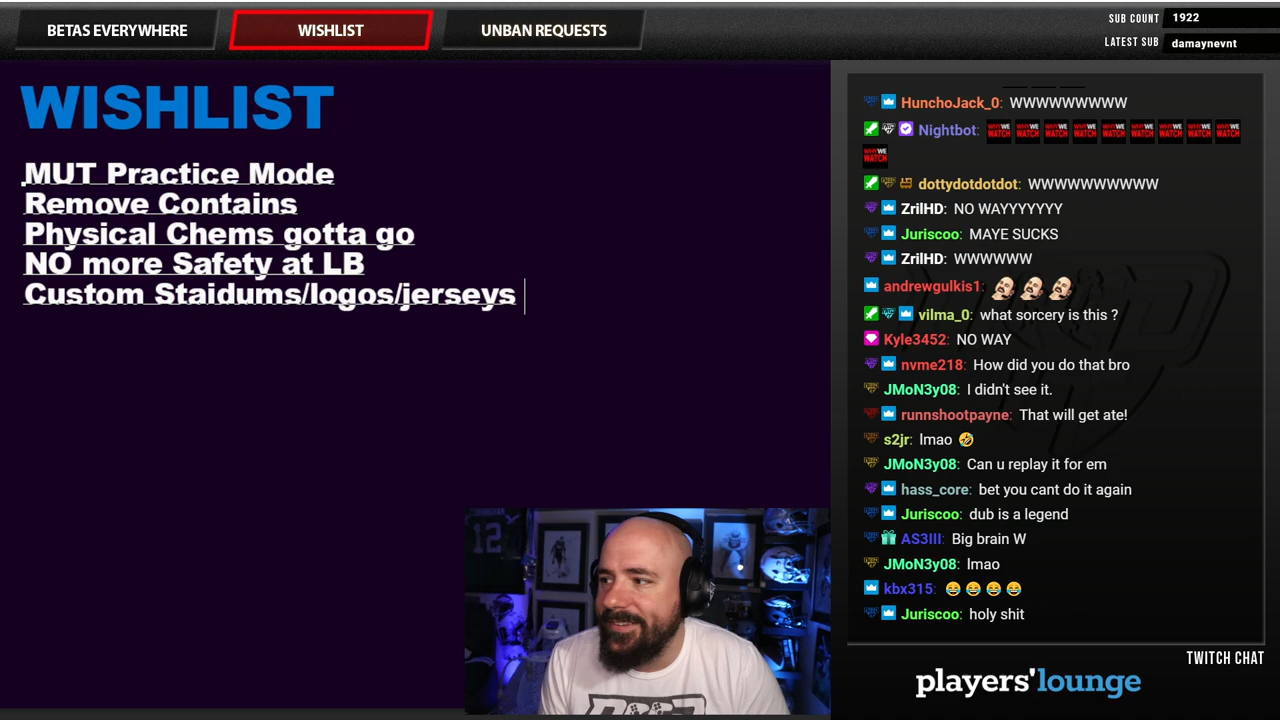 BETAS EVERYWHERE
WISHLIST
UNBAN REQUESTS
SUB COUNT 1922
LATEST SUB damaynevnt
WISHLIST
MUT Practice Mode
Remove Contains
Physical Chems gotta go
NO more Safety at LB
Custom Staidums/logos/jerseys
HunchoJack_0: WWWWWWWWW
Nightbot:
dottydotdotdot: WWWWWWWWWW
ZrilHD: NO WAYYYYYYY
Juriscoo: MAYE SUCKS
ZrilHD: WWWWWW
andrewgulkis1:
vilma_0: what sorcery is this ?
Kyle3452: NO WAY
nvme218: How did you do that bro
JMoN3y08: I didn't see it.
runnshootpayne: That will get ate!
s2jr: lmao 🤣
JMoN3y08: Can u replay it for em
hass_core: bet you cant do it again
Juriscoo: dub is a legend
AS3III: Big brain W
JMoN3y08: lmao
kbx315: 😂 😂 😂 😂
Juriscoo: holy shit
TWITCH CHAT
players'lounge
12